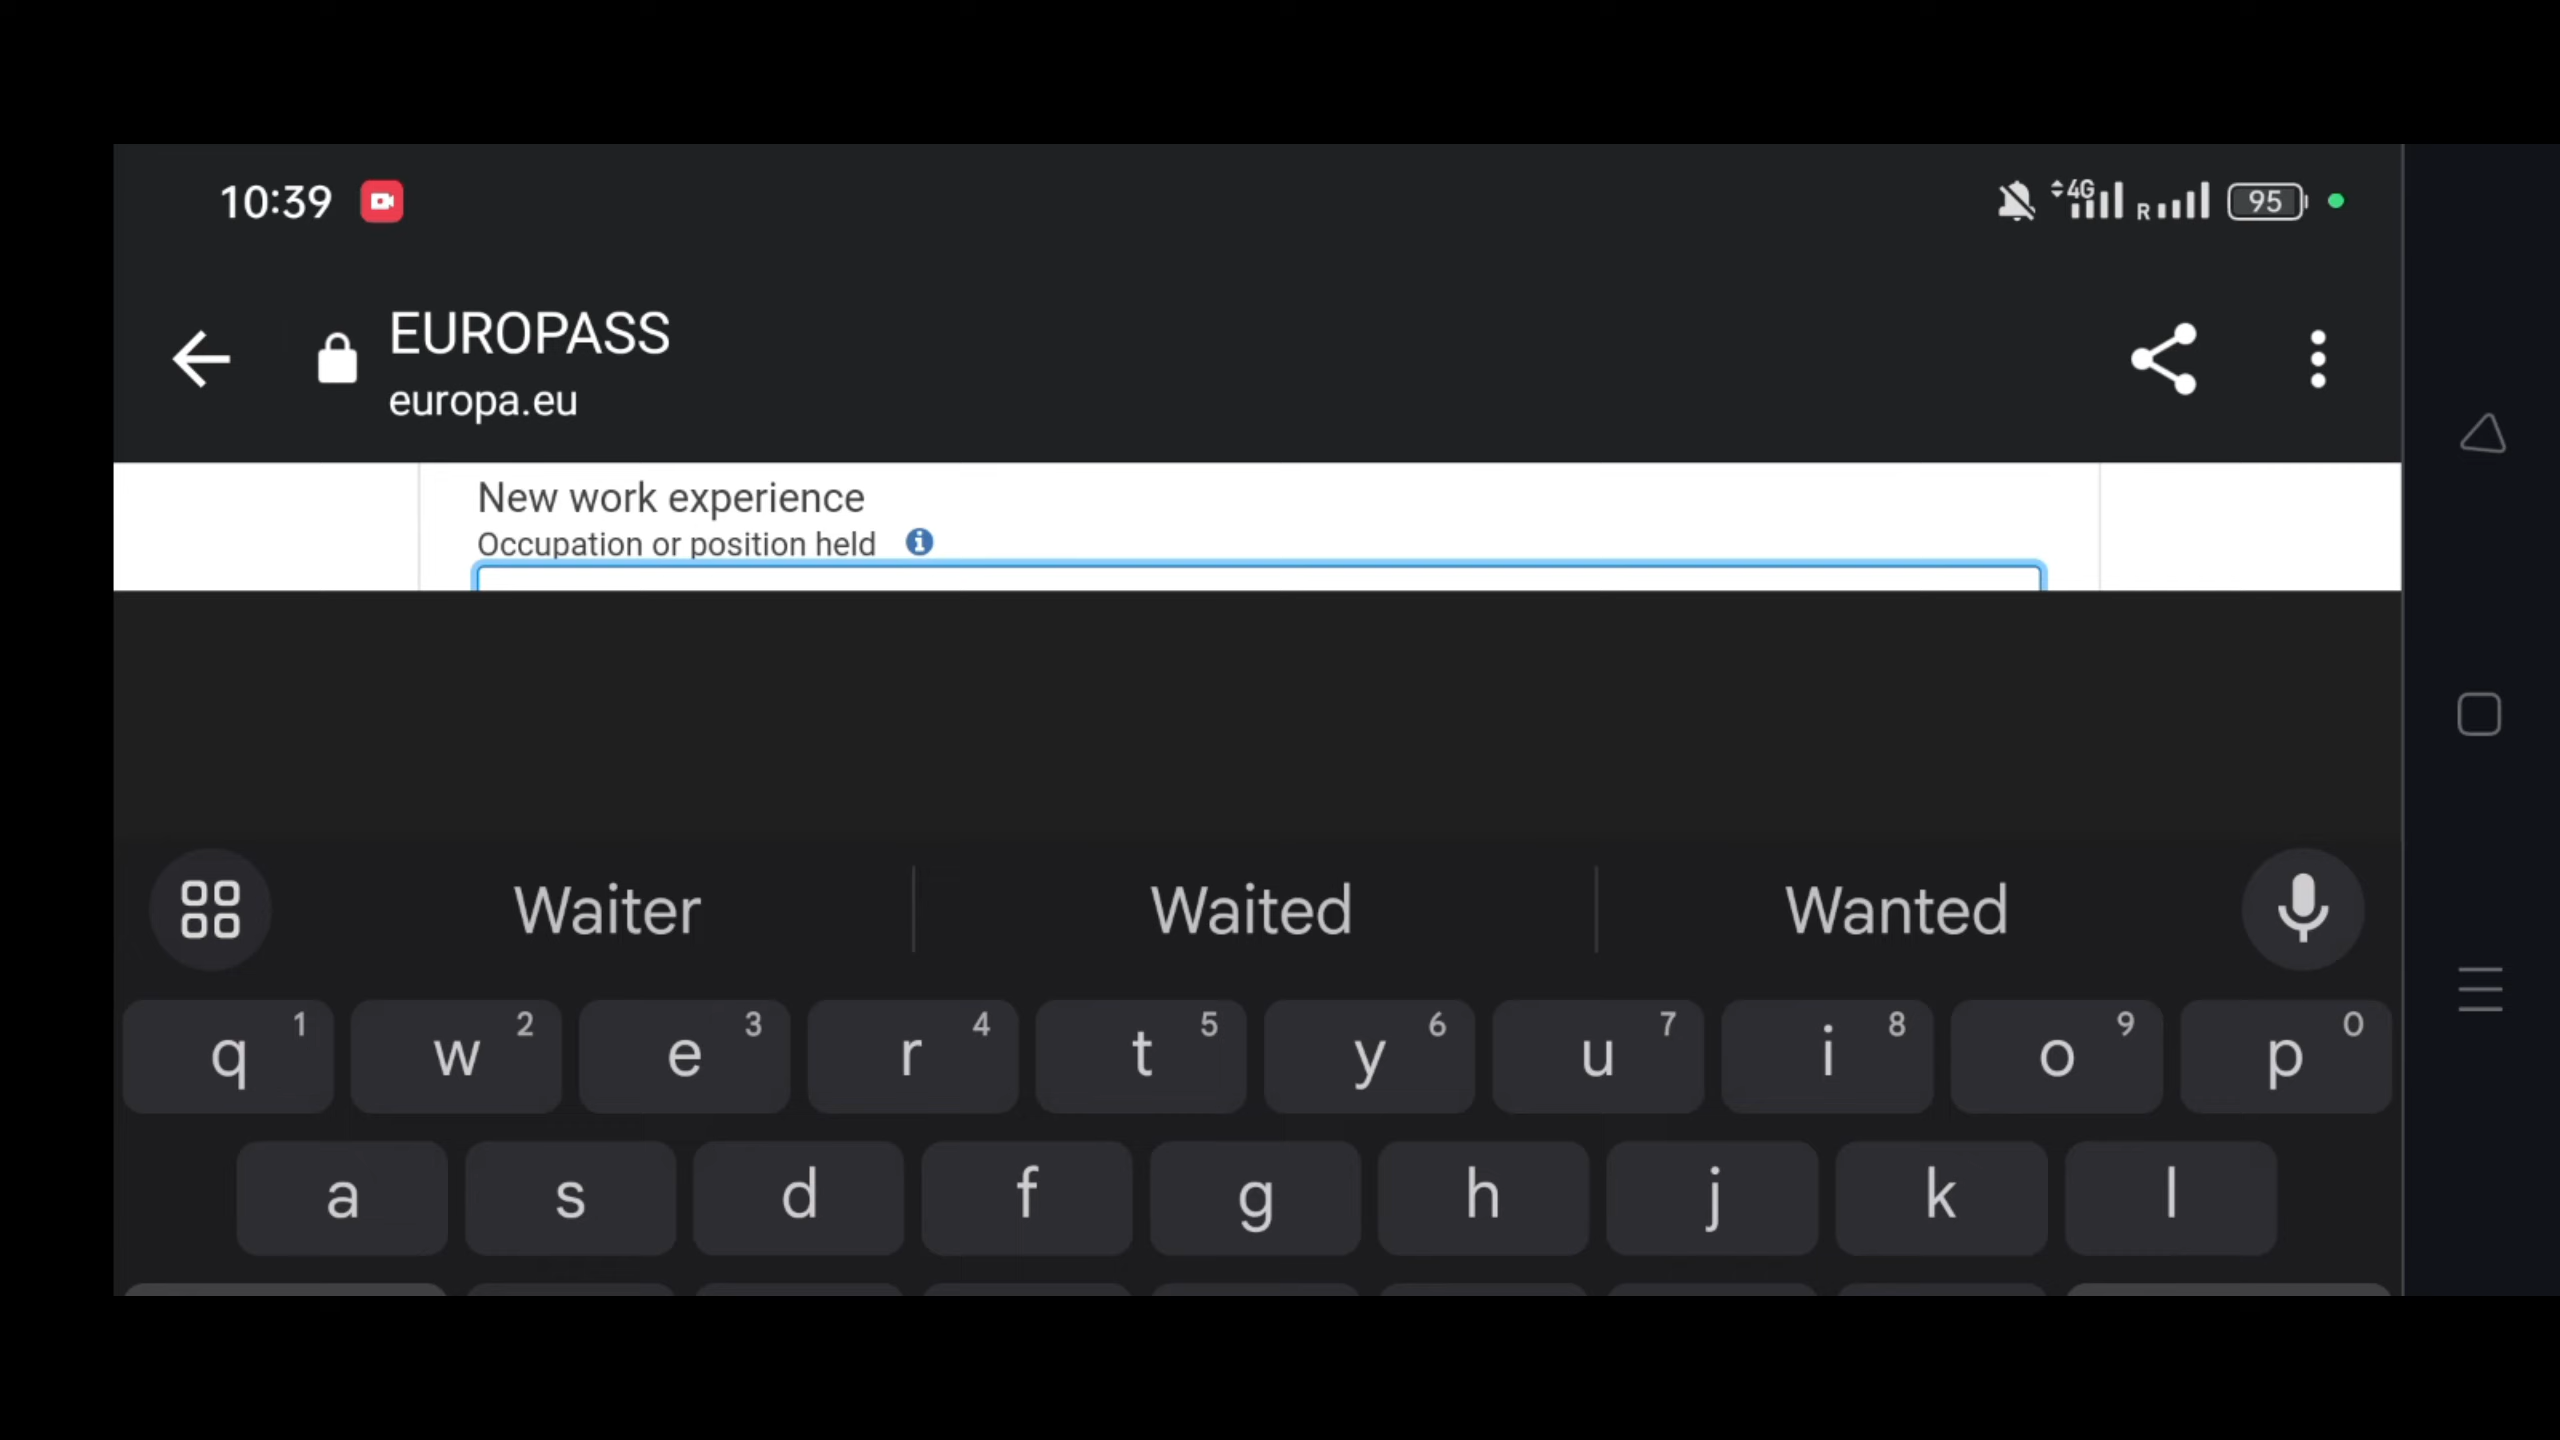 10:39 4G R 95
EUROPASS
europa.eu
New work experience
Occupation or position held
Waiter Waited Wanted
q 1 w 2 e 3 r 4 t 5 y 6 u 7 i 8 o 9 p 0
a s d f g h j k l